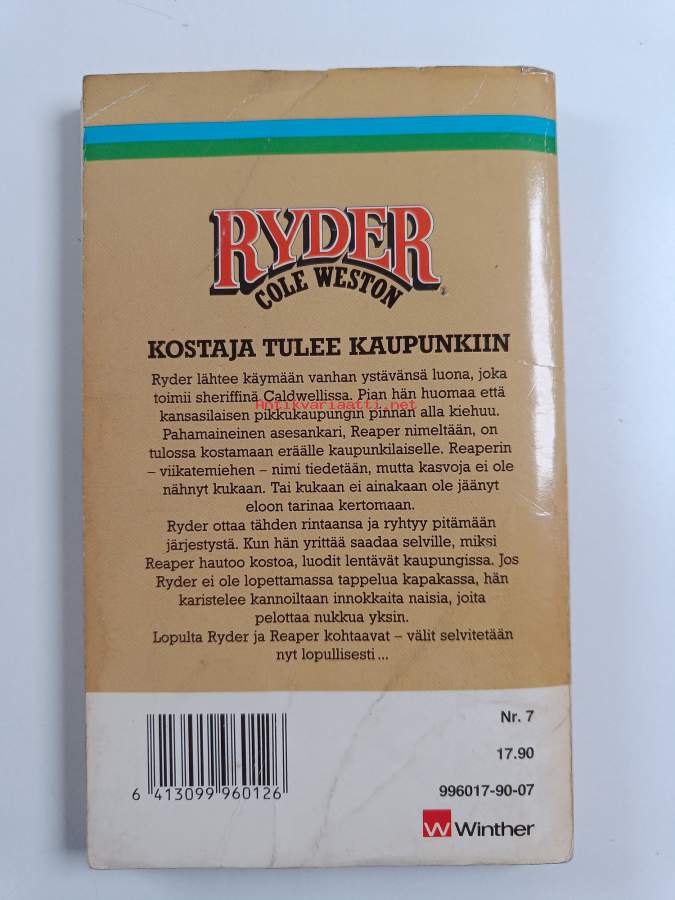 RYDER
COLE WESTON
KOSTAJA TULEE KAUPUNKIIN
Ryder lähtee käymään vanhan ystävänsä luona, joka
toimii sheriffinä Caldwellissa. Pian hän huomaa että
Antikvariaatti.net
kansasilaisen pikkukaupungin pinnan alla kiehuu.
Pahamaineinen asesankari, Reaper nimeltään, on
tulossa kostamaan eräälle kaupunkilaiselle. Reaperin
– viikatemiehen – nimi tiedetään, mutta kasvoja ei ole
nähnyt kukaan. Tai kukaan ei ainakaan ole jäänyt
eloon tarinaa kertomaan.
Ryder ottaa tähden rintaansa ja ryhtyy pitämään
järjestystä. Kun hän yrittää saadaa selville, miksi
Reaper hautoo kostoa, luodit lentävät kaupungissa. Jos
Ryder ei ole lopettamassa tappelua kapakassa, hän
karistelee kannoiltaan innokkaita naisia, joita
pelottaa nukkua yksin.
Lopulta Ryder ja Reaper kohtaavat – välit selvitetään
nyt lopullisesti...
Nr. 7
17.90
6 413099 960126
996017-90-07
W Winther